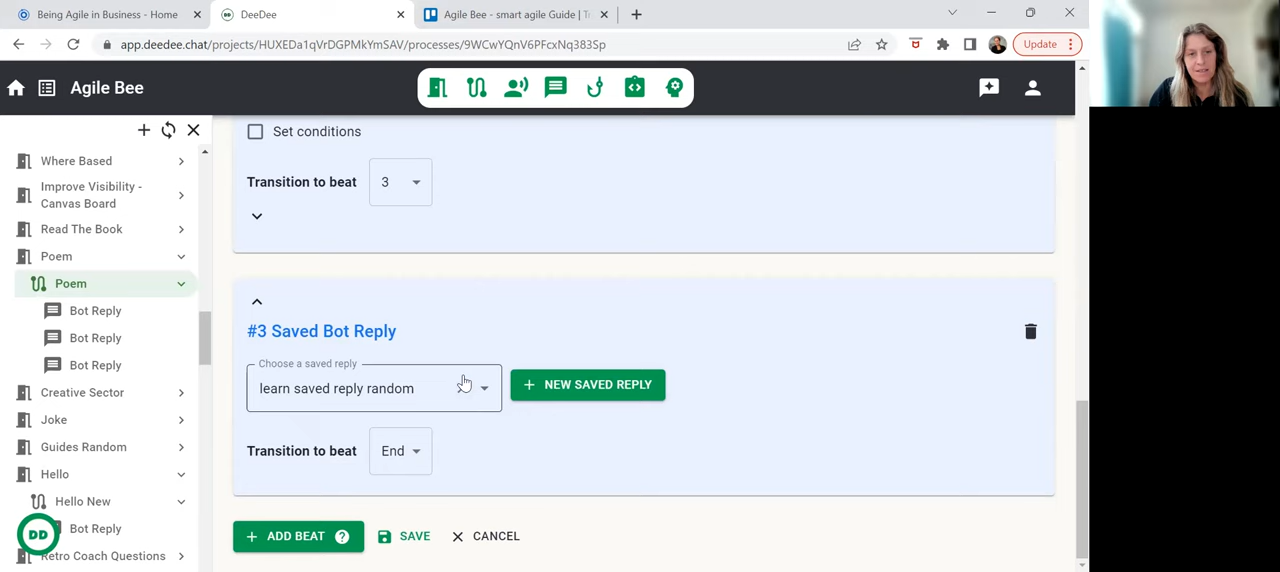 Being Agile in Business - Home
DeeDee
Agile Bee - smart agile Guide | Tr
app.deedee.chat/projects/HUXEDa1qVrDGPMkYmSAV/processes/9WCwYQnV6PFcxNq383Sp
Update
Agile Bee
Where Based
Improve Visibility -
Canvas Board
Read The Book
Poem
Poem
Bot Reply
Bot Reply
Bot Reply
Creative Sector
Joke
Guides Random
Hello
Hello New
Bot Reply
Retro Coach Questions
DD
Set conditions
Transition to beat
3
#3 Saved Bot Reply
Choose a saved reply
learn saved reply random
+ NEW SAVED REPLY
Transition to beat
End
+ ADD BEAT ?
SAVE
CANCEL